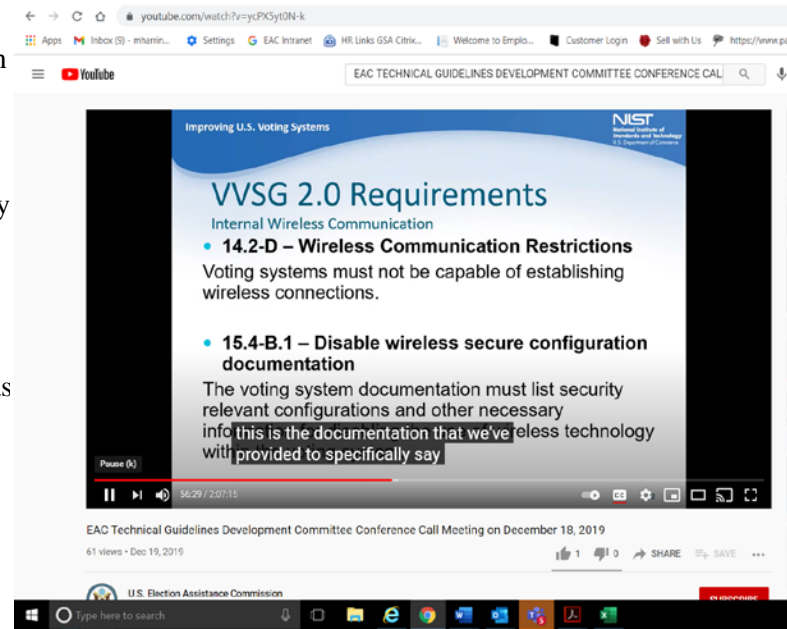 youtube.com/watch?v=ycPX5yt0N-k
Apps Inbox (9) - mharrin... Settings EAC Intranet HR Links GSA Citrix... Welcome to Emplo... Customer Login Sell with Us https://www.pa
n
YouTube
EAC TECHNICAL GUIDELINES DEVELOPMENT COMMITTEE CONFERENCE CAL
Improving U.S. Voting Systems
NIST
National Institute of
Standards and Technology
U.S. Department of Commerce
VVSG 2.0 Requirements
y
Internal Wireless Communication
• 14.2-D – Wireless Communication Restrictions
Voting systems must not be capable of establishing
wireless connections.
• 15.4-B.1 – Disable wireless secure configuration
documentation
as
The voting system documentation must list security
relevant configurations and other necessary
this is the documentation that we've
wireless technology
provided to specifically say
Pause (k)
56:29 / 2:07:15
CC
EAC Technical Guidelines Development Committee Conference Call Meeting on December 18, 2019
61 views • Dec 19, 2019
1 0 SHARE SAVE ...
U.S. Election Assistance Commission
SUBSCRIBE
Type here to search